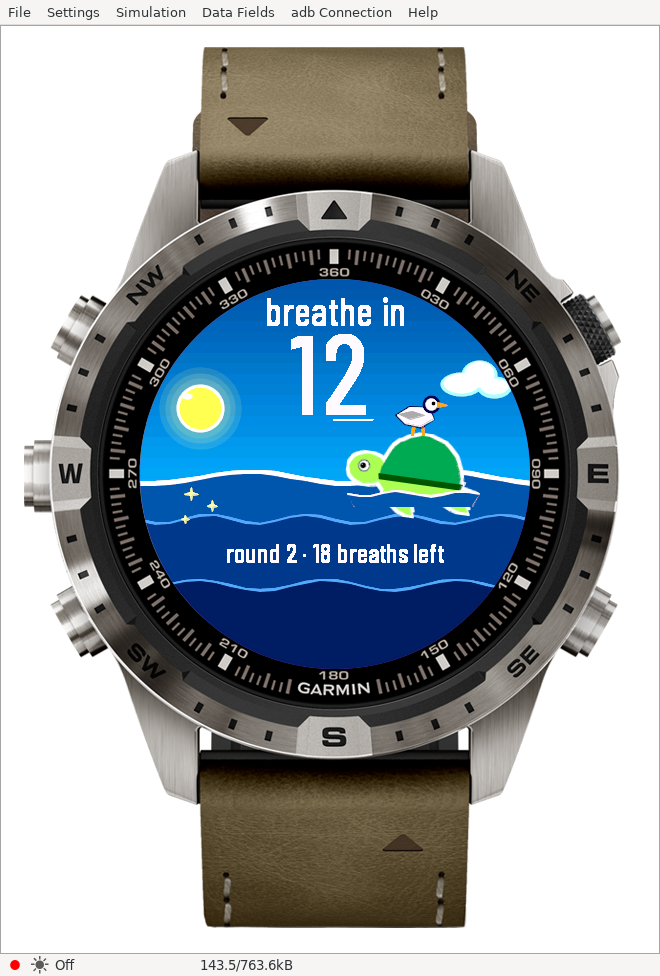 File Settings Simulation Data Fields adb Connection Help
360
330
030
NW
NE
300
060
breathe in
12
W
270
090
E
round 2 · 18 breaths left
240
120
210
150
SW
SE
180
GARMIN
S
Off 143.5/763.6kB